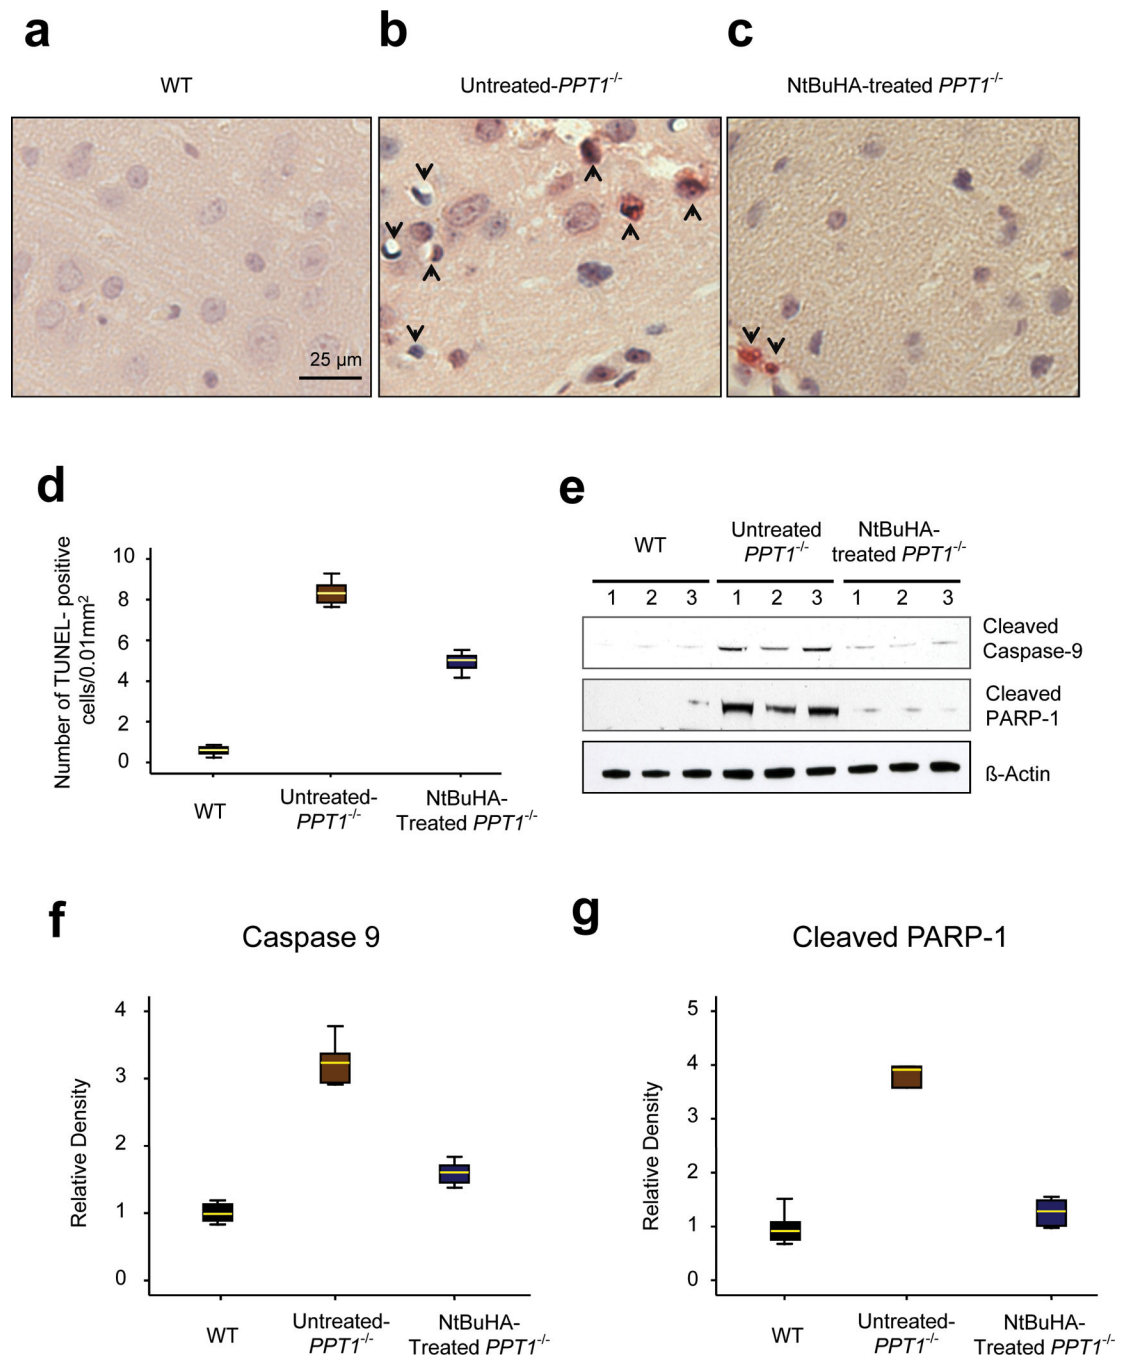 a
WT
25 µm
b
Untreated-PPT1-/-
c
NtBuHA-treated PPT1-/-
d
Number of TUNEL- positive
cells/0.01mm2
10
8
6
4
2
0
WT
Untreated-
PPT1-/-
NtBuHA-
Treated PPT1-/-
e
WT
Untreated
PPT1-/-
NtBuHA-
treated PPT1-/-
1 2 3 1 2 3 1 2 3
Cleaved
Caspase-9
Cleaved
PARP-1
ß-Actin
f
Caspase 9
Relative Density
4
3
2
1
0
WT
Untreated-
PPT1-/-
NtBuHA-
Treated PPT1-/-
g
Cleaved PARP-1
Relative Density
5
4
3
2
1
0
WT
Untreated-
PPT1-/-
NtBuHA-
Treated PPT1-/-